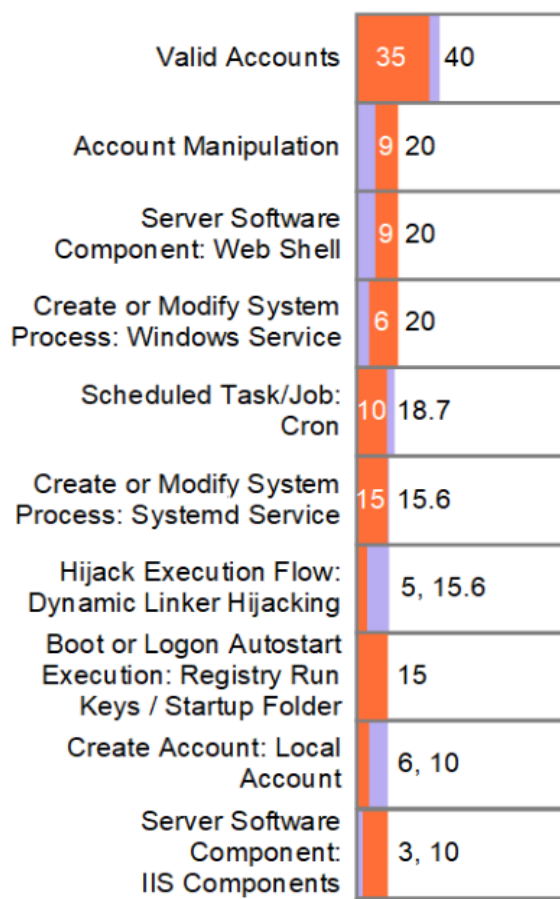 Valid Accounts
35 40
Account Manipulation
9 20
Server Software
Component: Web Shell
9 20
Create or Modify System
Process: Windows Service
6 20
Scheduled Task/Job:
Cron
10 18.7
Create or Modify System
Process: Systemd Service
15 15.6
Hijack Execution Flow:
Dynamic Linker Hijacking
5, 15.6
Boot or Logon Autostart
Execution: Registry Run
Keys / Startup Folder
15
Create Account: Local
Account
6, 10
Server Software
Component:
IIS Components
3, 10